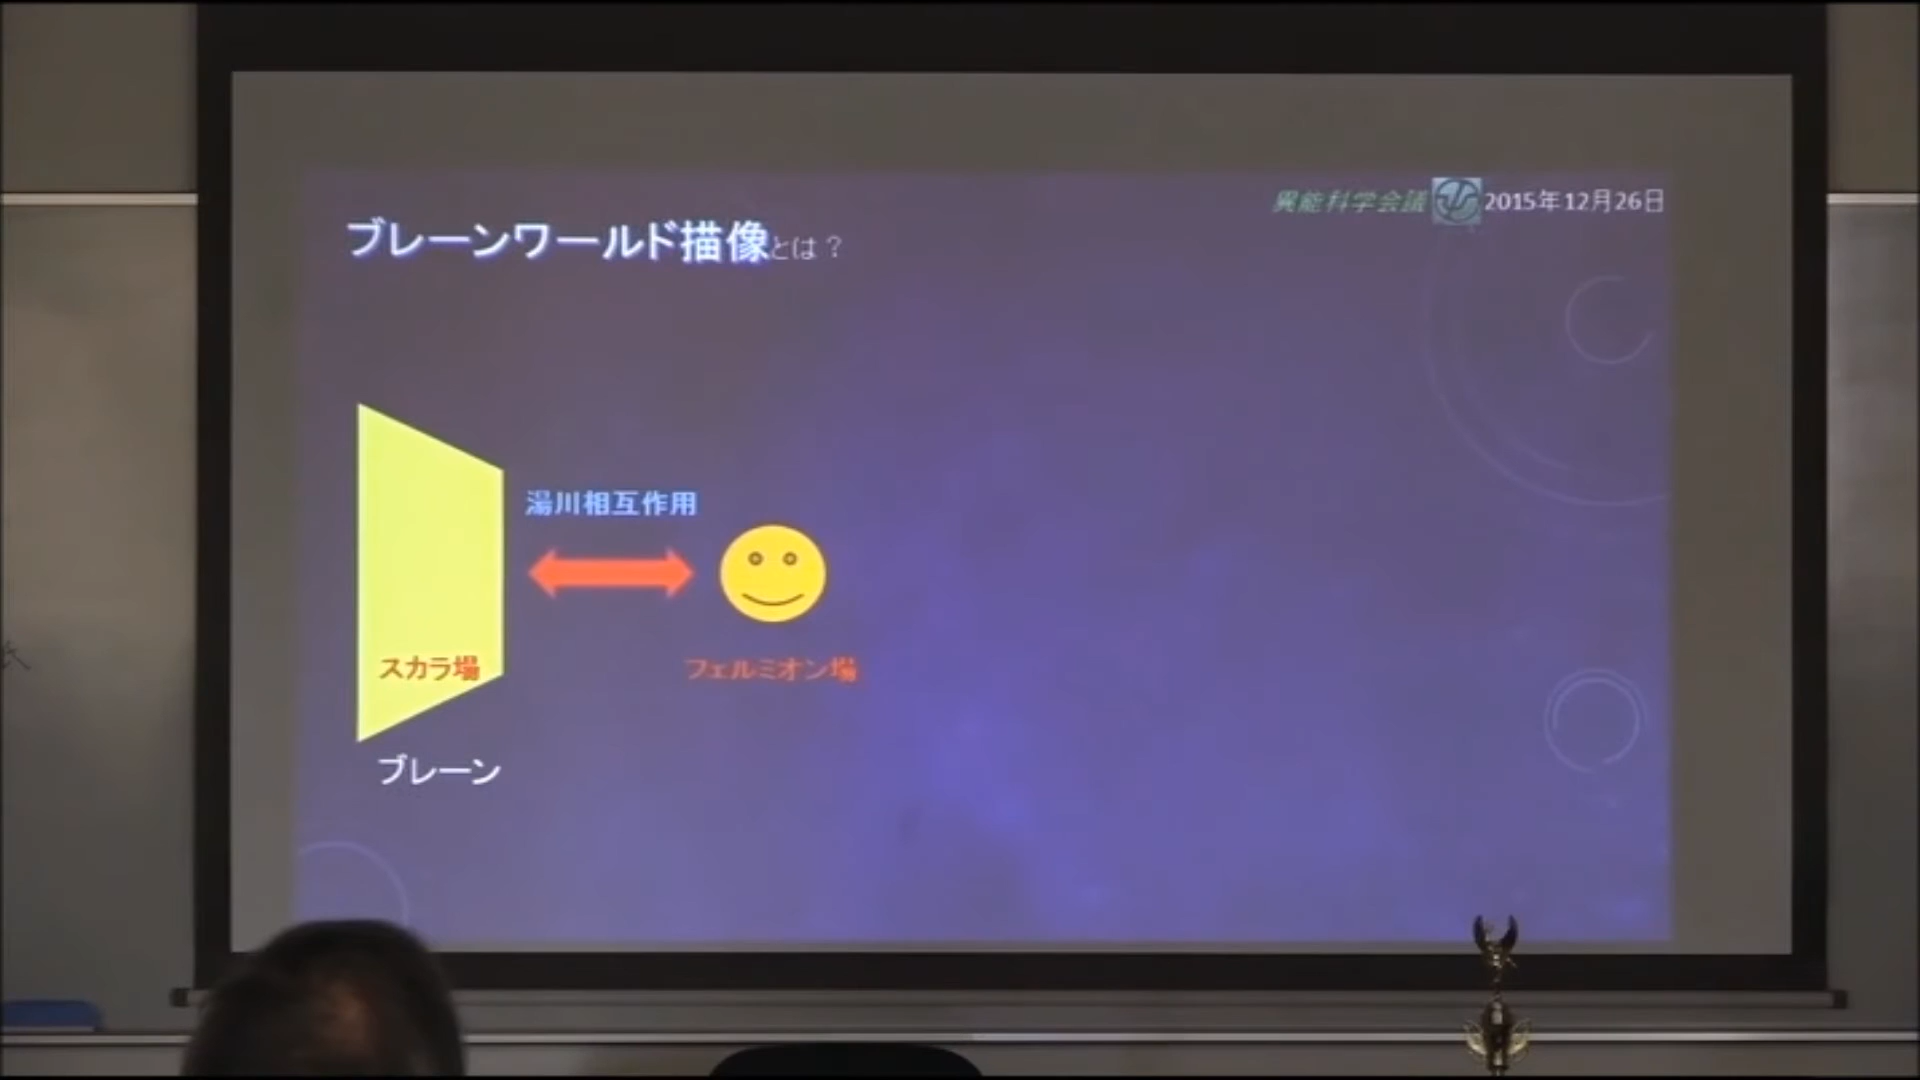 異能科学会議 2015年12月26日
ブレーンワールド描像とは？
湯川相互作用
スカラ場
フェルミオン場
ブレーン